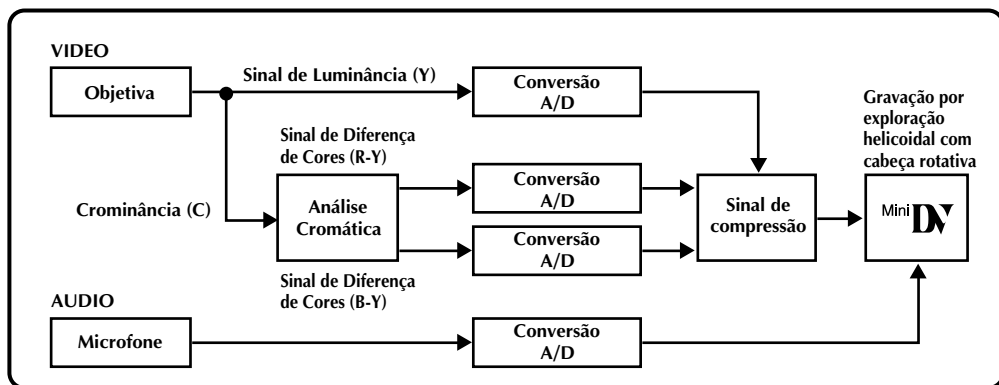 VIDEO
Objetiva
Sinal de Luminância (Y)
Conversão
A/D
Gravação por
exploração
helicoidal com
cabeça rotativa
Sinal de Diferença
de Cores (R-Y)
Crominância (C)
Análise
Cromática
Conversão
A/D
Conversão
A/D
Sinal de
compressão
Mini DV
Sinal de Diferença
de Cores (B-Y)
AUDIO
Microfone
Conversão
A/D